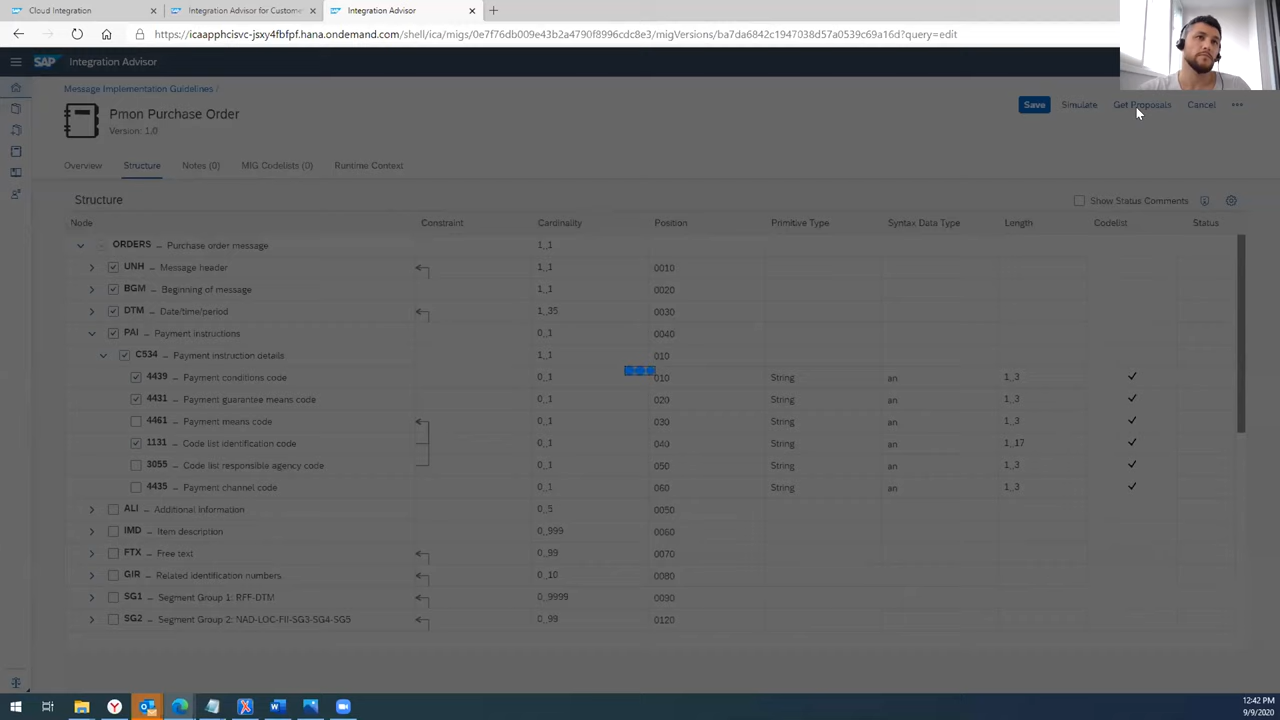 Cloud Integration
Integration Advisor for Custome
Integration Advisor
https://icaapphcisvc-jsxy4fbfpf.hana.ondemand.com/shell/ica/migs/0e7f76db009e43b2a4790f8996cdc8e3/migVersions/ba7da6842c1947038d57a0539c69a16d?query=edit
SAP Integration Advisor
Message Implementation Guidelines /
Pmon Purchase Order
Version: 1.0
Save Simulate Get Proposals Cancel
Overview Structure Notes (0) MIG Codelists (0) Runtime Context
Structure
Show Status Comments
Node Constraint Cardinality Position Primitive Type Syntax Data Type Length Codelist Status
ORDERS – Purchase order message 1..1
UNH – Message header 1..1 0010
BGM – Beginning of message 1..1 0020
DTM – Date/time/period 1..35 0030
PAI – Payment instructions 0..1 0040
C534 – Payment instruction details 1..1 010
4439 – Payment conditions code 0..1 010 String an 1..3
4431 – Payment guarantee means code 0..1 020 String an 1..3
4461 – Payment means code 0..1 030 String an 1..3
1131 – Code list identification code 0..1 040 String an 1..17
3055 – Code list responsible agency code 0..1 050 String an 1..3
4435 – Payment channel code 0..1 060 String an 1..3
ALI – Additional information 0..5 0050
IMD – Item description 0..999 0060
FTX – Free text 0..99 0070
GIR – Related identification numbers 0..10 0080
SG1 – Segment Group 1: RFF-DTM 0..9999 0090
SG2 – Segment Group 2: NAD-LOC-FII-SG3-SG4-SG5 0..99 0120
12:42 PM
9/9/2020